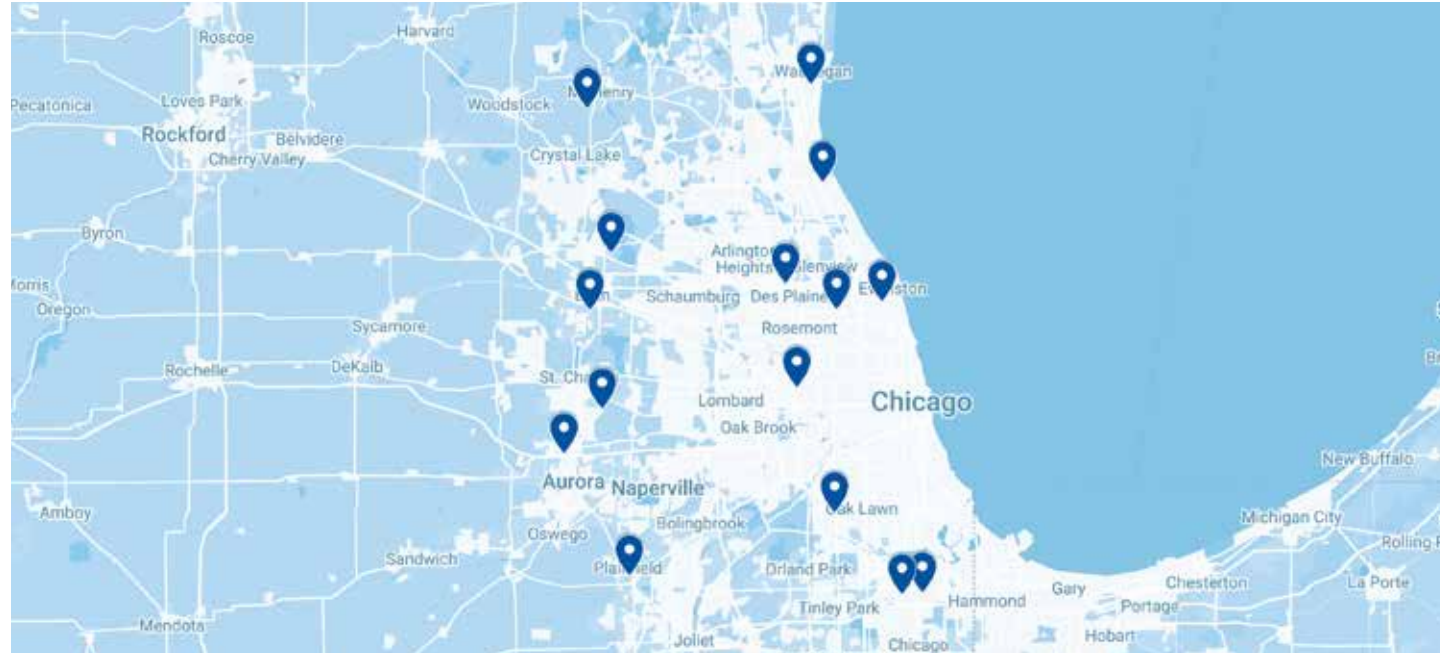 Roscoe
Harvard
Pecatonica
Loves Park
Woodstock
Rockford
Belvidere
Cherry Valley
Crystal Lake
Byron
Arlington
Heights
Glenview
Oregon
Schaumburg
Des Plaines
Sycamore
Rosemont
Rochelle
DeKalb
Lombard
Chicago
Oak Brook
New Buffalo
Aurora
Naperville
Amboy
Bolingbrook
Oak Lawn
Michigan City
Oswego
Sandwich
Orland Park
Gary
Chesterton
La Porte
Tinley Park
Hammond
Portage
Mendota
Joliet
Chicago
Hobart